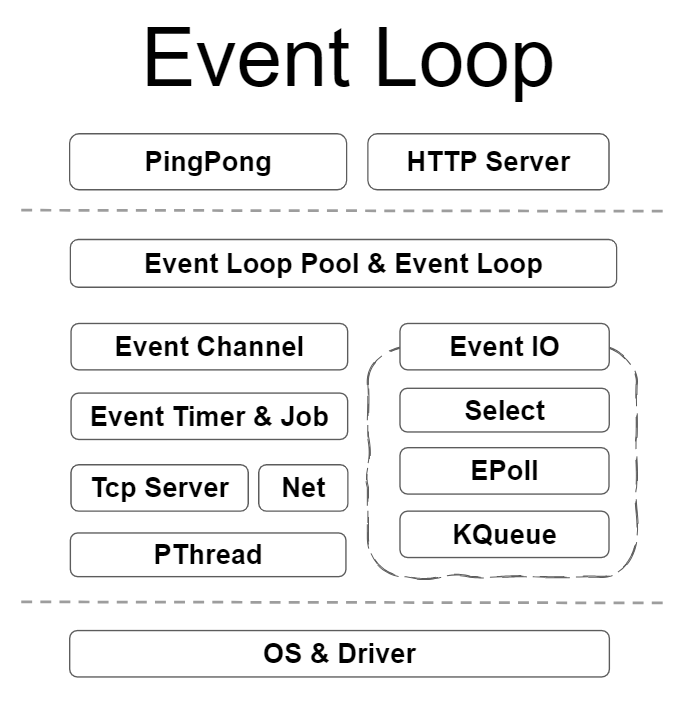 Event Loop
PingPong
HTTP Server
Event Loop Pool & Event Loop
Event Channel
Event Timer & Job
Tcp Server
Net
PThread
Event IO
Select
EPoll
KQueue
OS & Driver